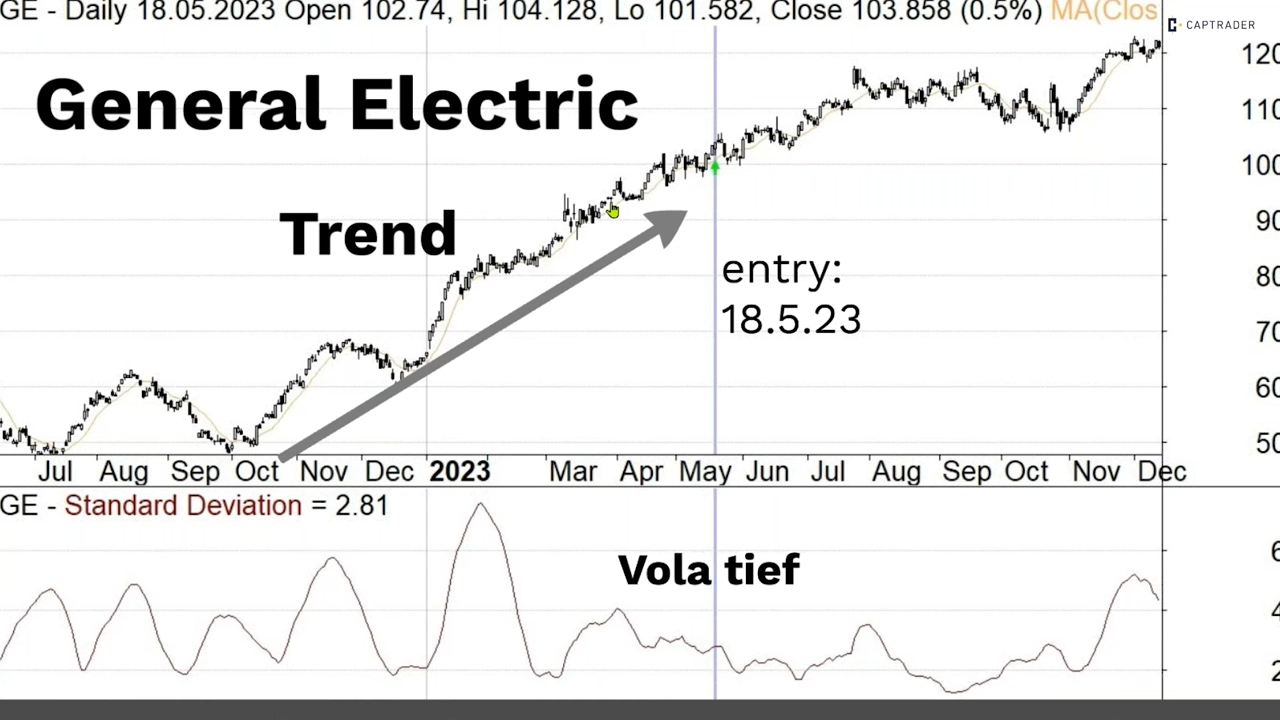 GE - Daily 18.05.2023 Open 102.74, Hi 104.128, Lo 101.582, Close 103.858 (0.5%) MA(Clos
CAPTRADER
General Electric
Trend
entry:
18.5.23
120
110
100
90
80
70
60
50
Jul Aug Sep Oct Nov Dec 2023 Mar Apr May Jun Jul Aug Sep Oct Nov Dec
GE - Standard Deviation = 2.81
Vola tief
6
4
2